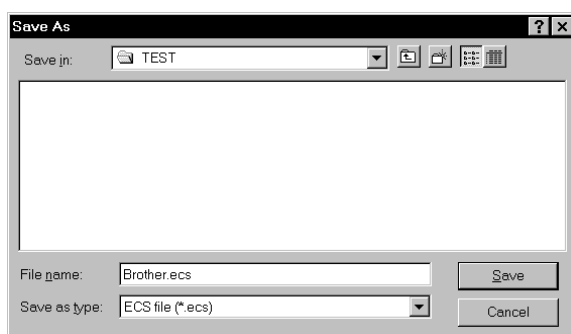 Save As
Save in: TEST
File name: Brother.ecs Save
Save as type: ECS file (*.ecs) Cancel